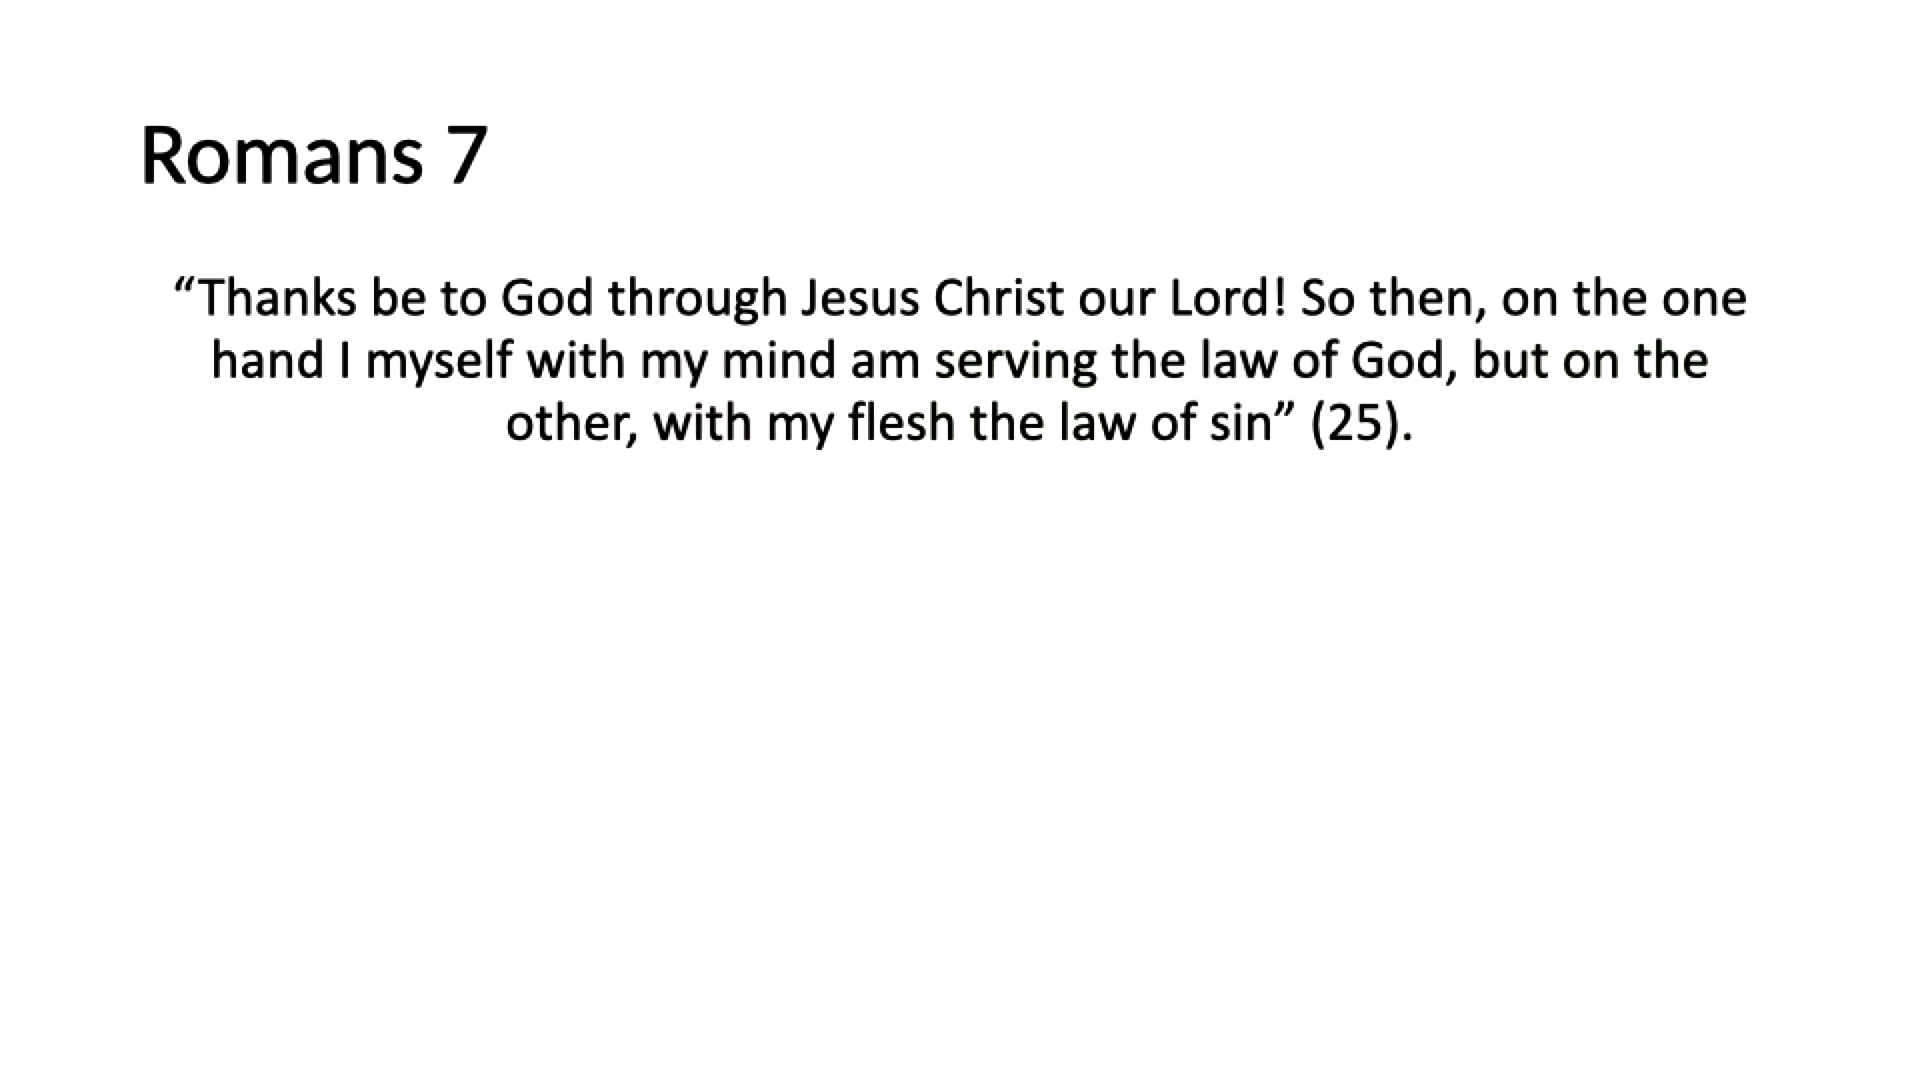 Romans 7
“Thanks be to God through Jesus Christ our Lord! So then, on the one
hand I myself with my mind am serving the law of God, but on the
other, with my flesh the law of sin” (25).